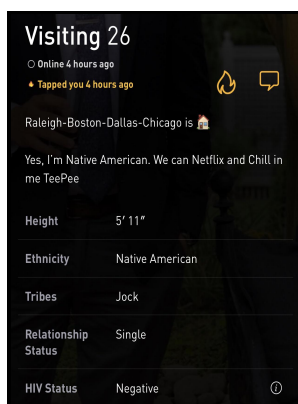 Visiting 26
Online 4 hours ago
Tapped you 4 hours ago
Raleigh-Boston-Dallas-Chicago is 🏠
Yes, I'm Native American. We can Netflix and Chill in
me TeePee
Height 5′ 11″
Ethnicity Native American
Tribes Jock
Relationship Single
Status
HIV Status Negative